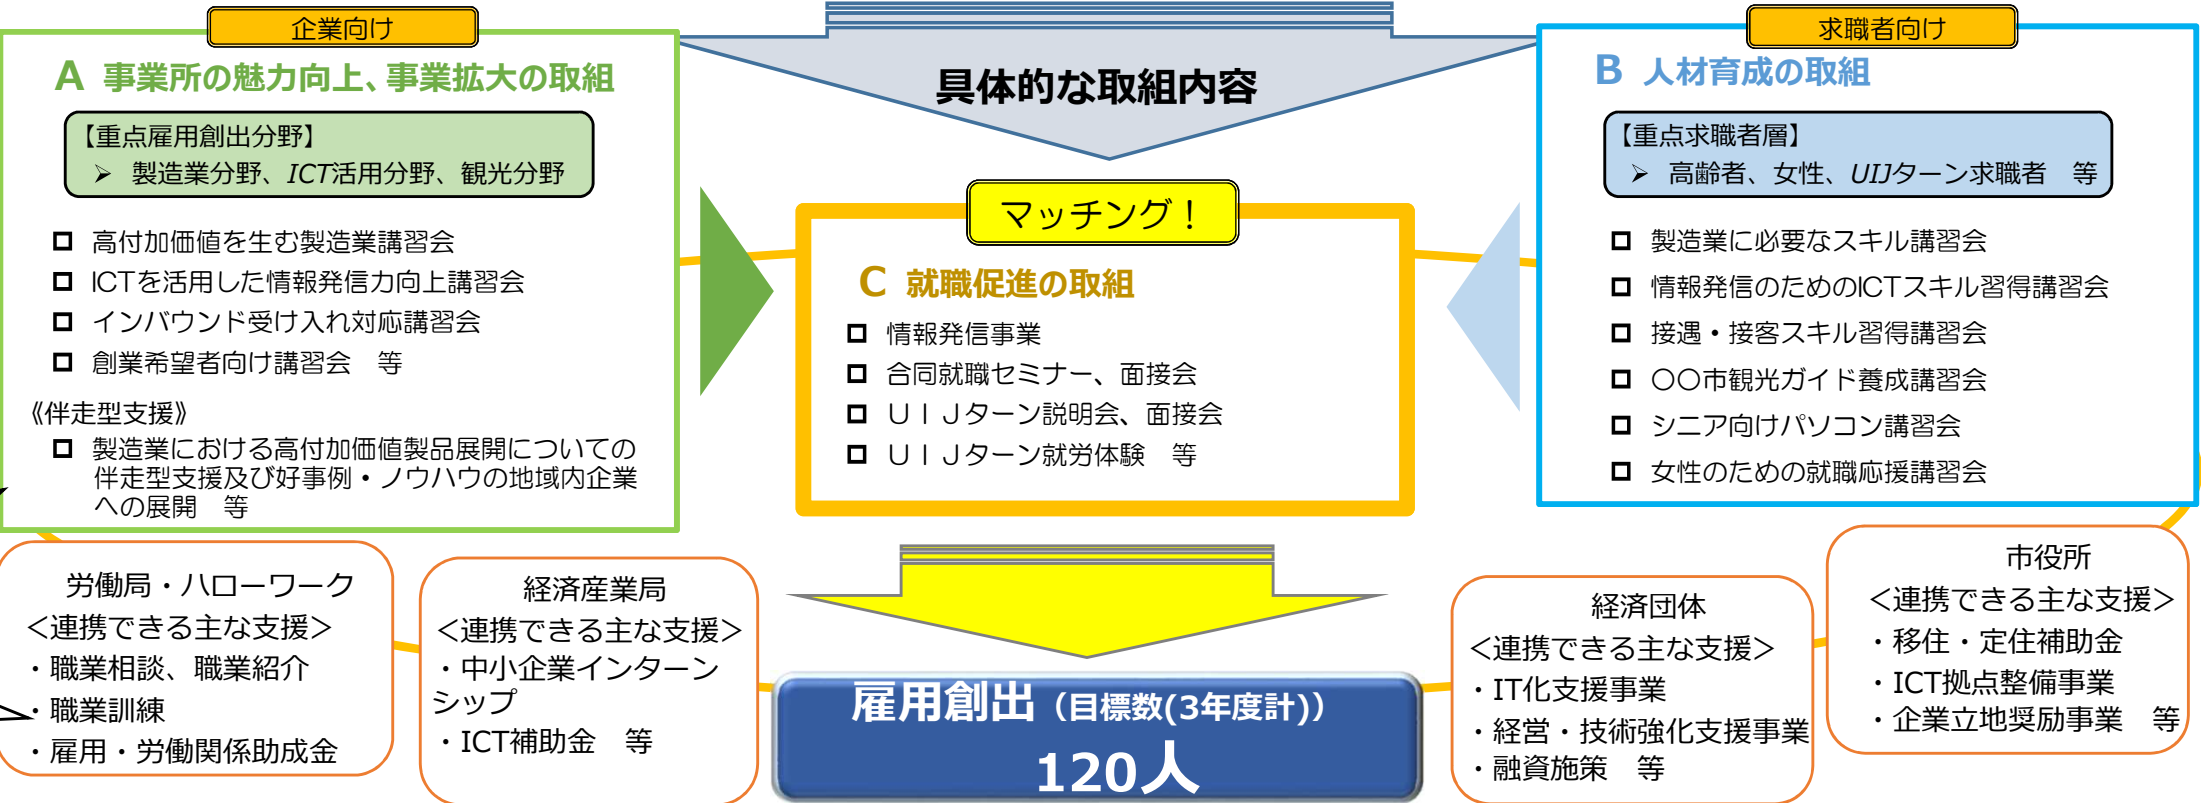 具体的な取組内容
企業向け
A 事業所の魅力向上、事業拡大の取組
【重点雇用創出分野】
➢ 製造業分野、ICT活用分野、観光分野
□ 高付加価値を生む製造業講習会
□ ICTを活用した情報発信力向上講習会
□ インバウンド受け入れ対応講習会
□ 創業希望者向け講習会　等
《伴走型支援》
□ 製造業における高付加価値製品展開についての
伴走型支援及び好事例・ノウハウの地域内企業
への展開　等
マッチング！
C 就職促進の取組
□ 情報発信事業
□ 合同就職セミナー、面接会
□ ＵＩＪターン説明会、面接会
□ ＵＩＪターン就労体験　等
求職者向け
B 人材育成の取組
【重点求職者層】
➢ 高齢者、女性、UIJターン求職者　等
□ 製造業に必要なスキル講習会
□ 情報発信のためのICTスキル習得講習会
□ 接遇・接客スキル習得講習会
□ 〇〇市観光ガイド養成講習会
□ シニア向けパソコン講習会
□ 女性のための就職応援講習会
労働局・ハローワーク
＜連携できる主な支援＞
・職業相談、職業紹介
・職業訓練
・雇用・労働関係助成金
経済産業局
＜連携できる主な支援＞
・中小企業インターン
シップ
・ICT補助金　等
雇用創出（目標数(3年度計)）
120人
経済団体
＜連携できる主な支援＞
・IT化支援事業
・経営・技術強化支援事業
・融資施策　等
市役所
＜連携できる主な支援＞
・移住・定住補助金
・ICT拠点整備事業
・企業立地奨励事業　等